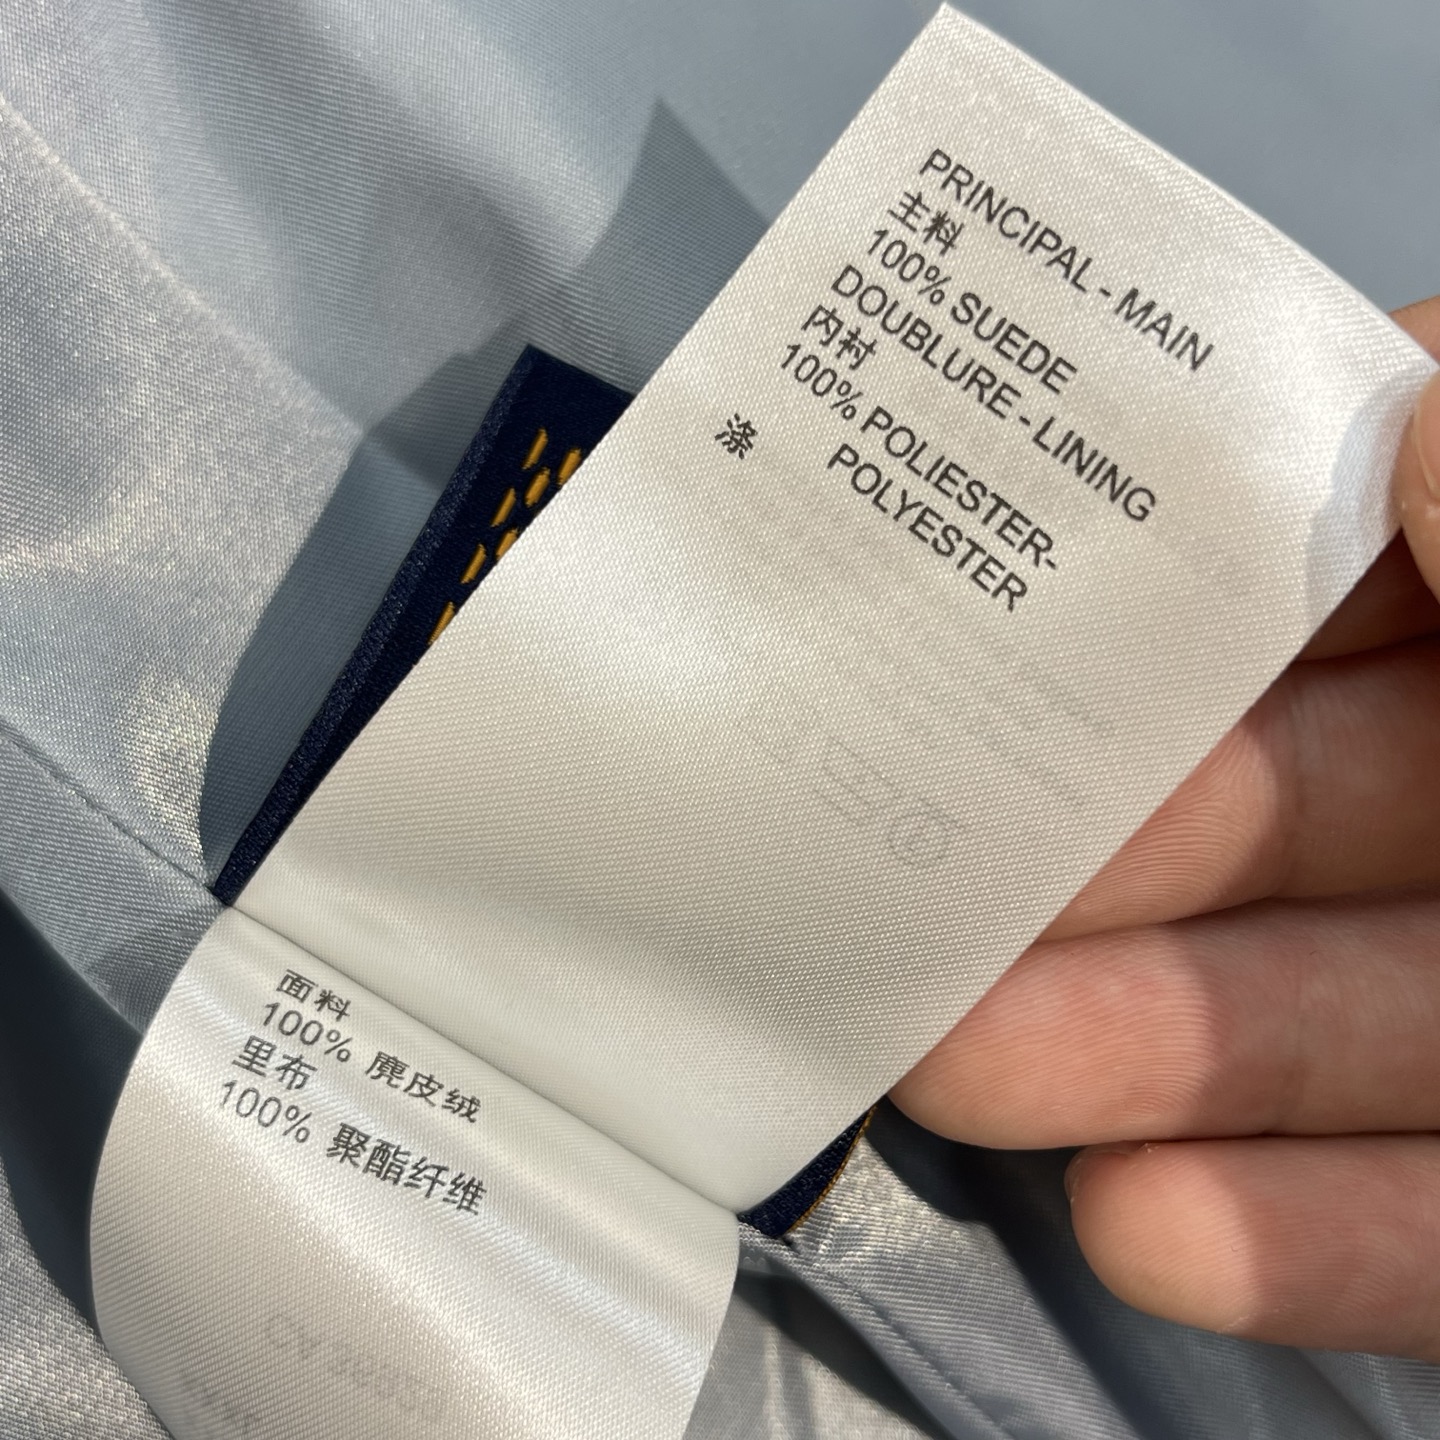 PRINCIPAL - MAIN
主料
100% SUEDE
DOUBLURE - LINING
内衬
100% POLIESTER-
涤 POLYESTER
面料
100% 麂皮绒
里布
100% 聚酯纤维